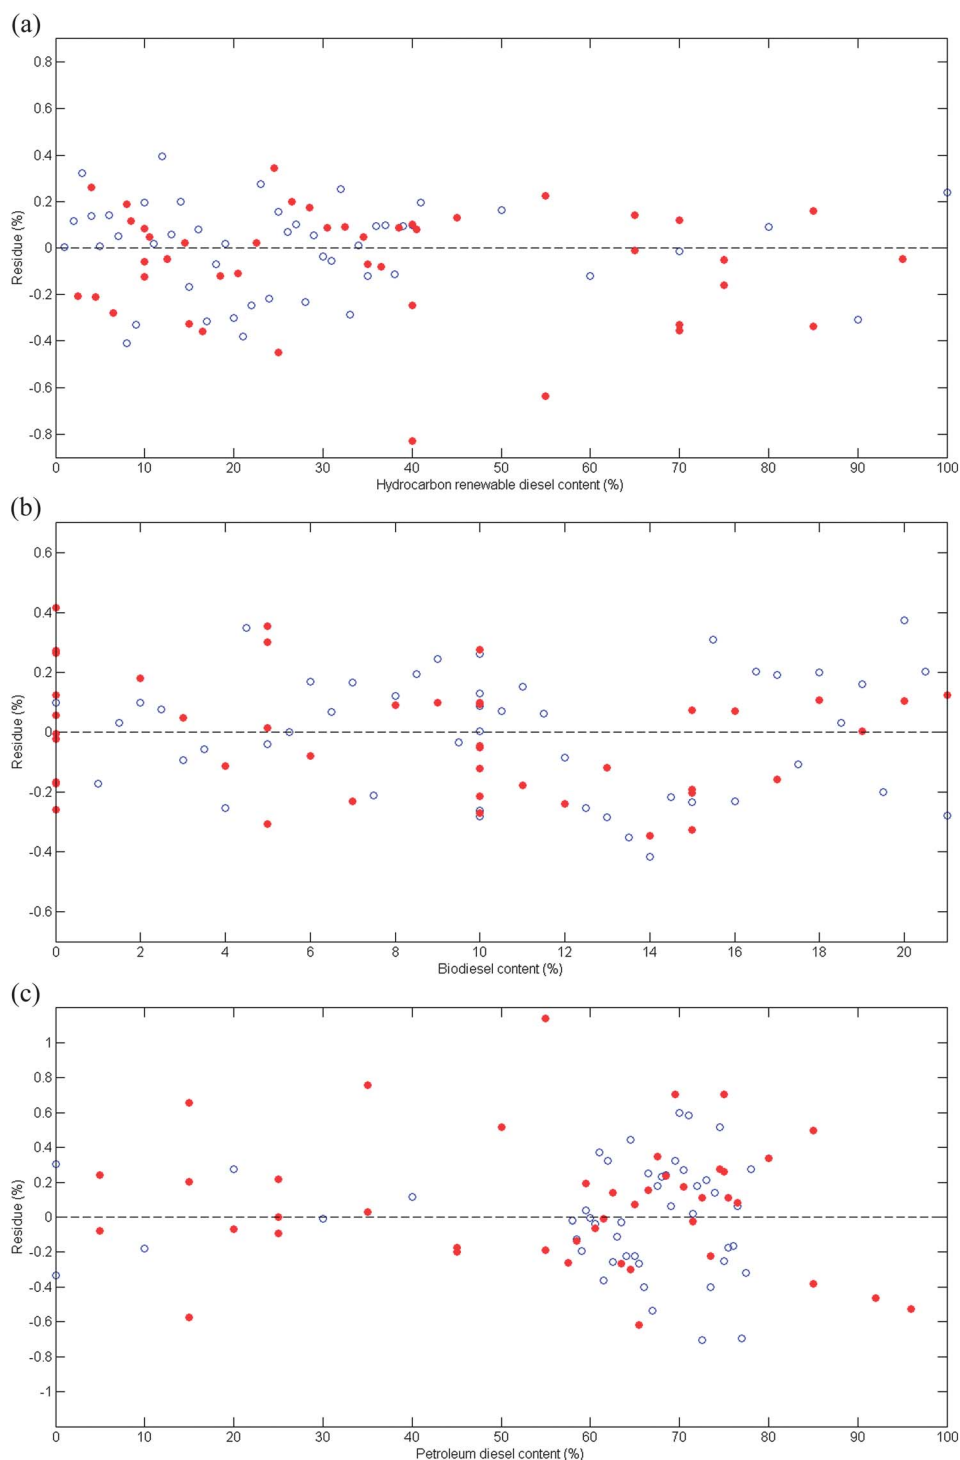 (a)
0.8
0.6
0.4
0.2
0
-0.2
-0.4
-0.6
-0.8
Residue (%)
0 10 20 30 40 50 60 70 80 90 100
Hydrocarbon renewable diesel content (%)
(b)
0.6
0.4
0.2
0
-0.2
-0.4
-0.6
Residue (%)
0 2 4 6 8 10 12 14 16 18 20
Biodiesel content (%)
(c)
1
0.8
0.6
0.4
0.2
0
-0.2
-0.4
-0.6
-0.8
-1
Residue (%)
0 10 20 30 40 50 60 70 80 90 100
Petroleum diesel content (%)